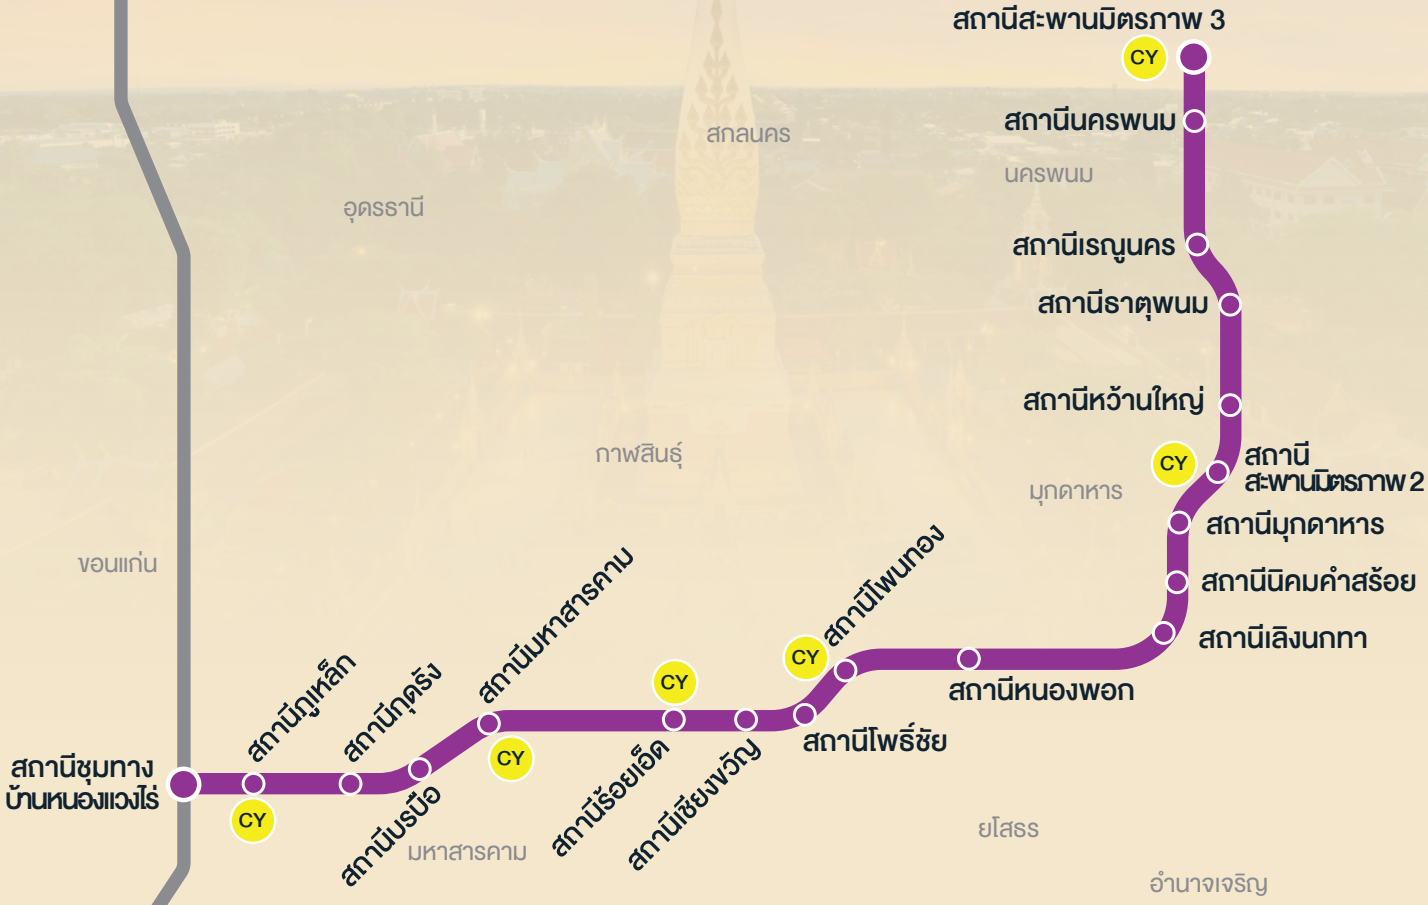 สถานีสะพานมิตรภาพ 3
CY
สถานีนครพนม
สกลนคร
นครพนม
อุดรธานี
สถานีเรณูนคร
สถานีธาตุพนม
สถานีหว้านใหญ่
กาฬสินธุ์
CY
สถานี
สะพานมิตรภาพ 2
มุกดาหาร
สถานีมุกดาหาร
ขอนแก่น
สถานีนิคมคำสร้อย
สถานีเลิงนกทา
สถานีโพนทอง
CY
สถานีหนองพอก
สถานีมหาสารคาม
CY
สถานีภูเหล็ก
สถานีกุดรัง
สถานีโพธิ์ชัย
CY
สถานีชุมทาง
บ้านหนองแวงไร่
CY
สถานีบรบือ
สถานีร้อยเอ็ด
สถานีเชียงขวัญ
มหาสารคาม
ยโสธร
อำนาจเจริญ